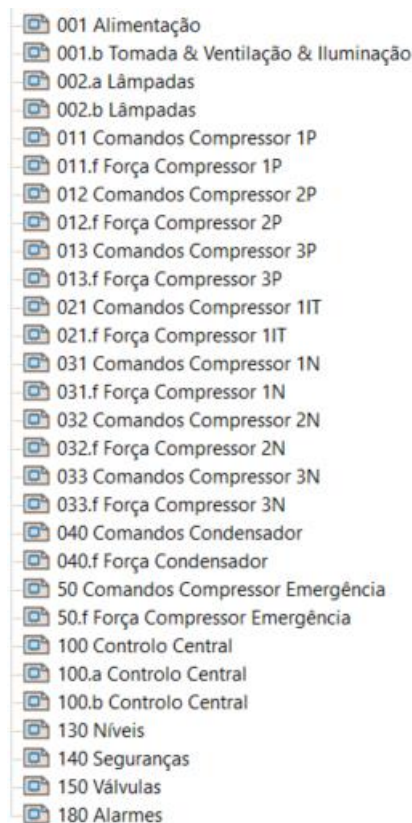 001 Alimentação
001.b Tomada & Ventilação & Iluminação
002.a Lâmpadas
002.b Lâmpadas
011 Comandos Compressor 1P
011.f Força Compressor 1P
012 Comandos Compressor 2P
012.f Força Compressor 2P
013 Comandos Compressor 3P
013.f Força Compressor 3P
021 Comandos Compressor 1IT
021.f Força Compressor 1IT
031 Comandos Compressor 1N
031.f Força Compressor 1N
032 Comandos Compressor 2N
032.f Força Compressor 2N
033 Comandos Compressor 3N
033.f Força Compressor 3N
040 Comandos Condensador
040.f Força Condensador
50 Comandos Compressor Emergência
50.f Força Compressor Emergência
100 Controlo Central
100.a Controlo Central
100.b Controlo Central
130 Níveis
140 Seguranças
150 Válvulas
180 Alarmes